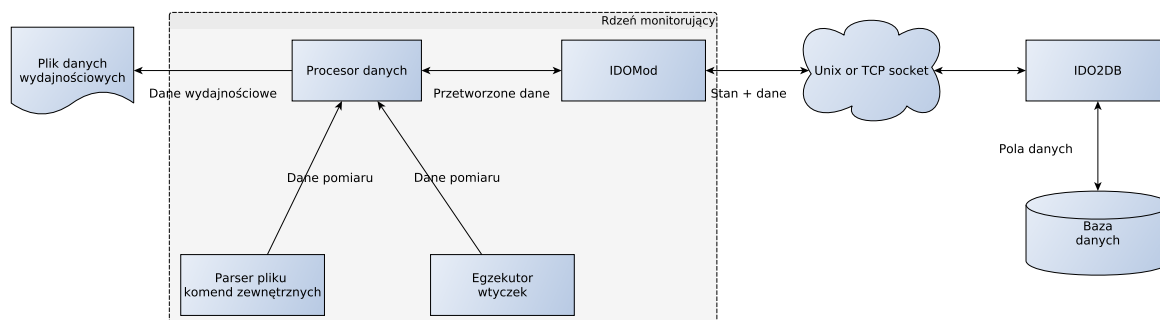 Rdzeń monitorujący
Plik danych
wydajnościowych
Procesor danych
IDOMod
Unix or TCP socket
IDO2DB
Dane wydajnościowe
Przetworzone dane
Stan + dane
Pola danych
Dane pomiaru
Dane pomiaru
Baza
danych
Parser pliku
komend zewnętrznych
Egzekutor
wtyczek